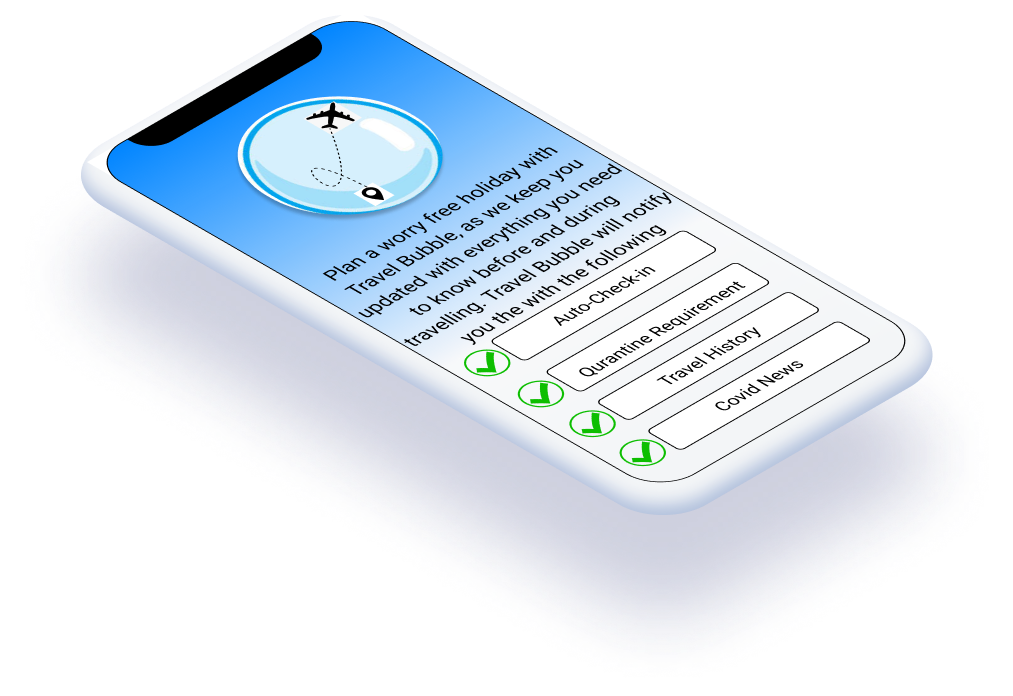 Plan a worry free holiday with
Travel Bubble, as we keep you
updated with everything you need
to know before and during
travelling. Travel Bubble will notify
you the with the following
Auto-Check-in
Qurantine Requirement
Travel History
Covid News